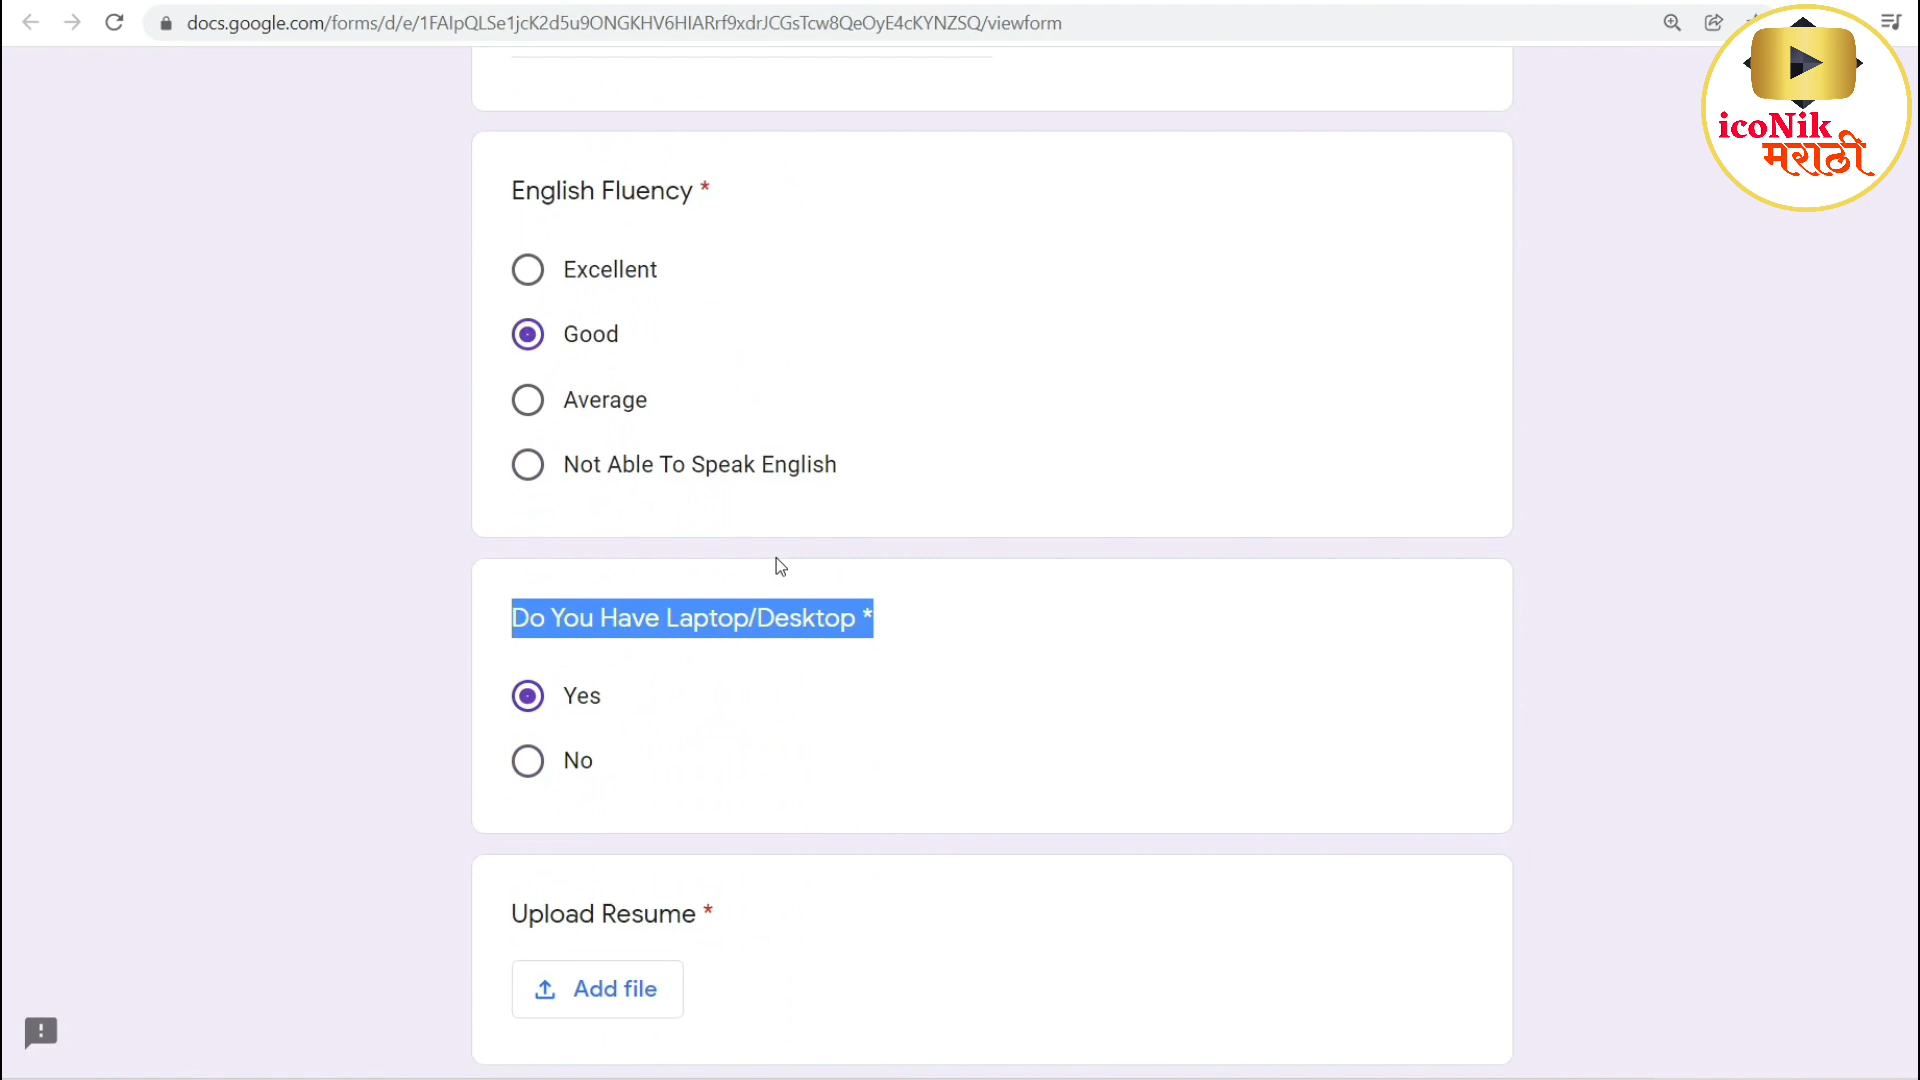 docs.google.com/forms/d/e/1FAIpQLSe1jcK2d5u9ONGKHV6HIARrf9xdrJCGsTcw8QeOyE4cKYNZSQ/viewform
icoNik
मराठी
English Fluency *
Excellent
Good
Average
Not Able To Speak English
Do You Have Laptop/Desktop *
Yes
No
Upload Resume *
Add file